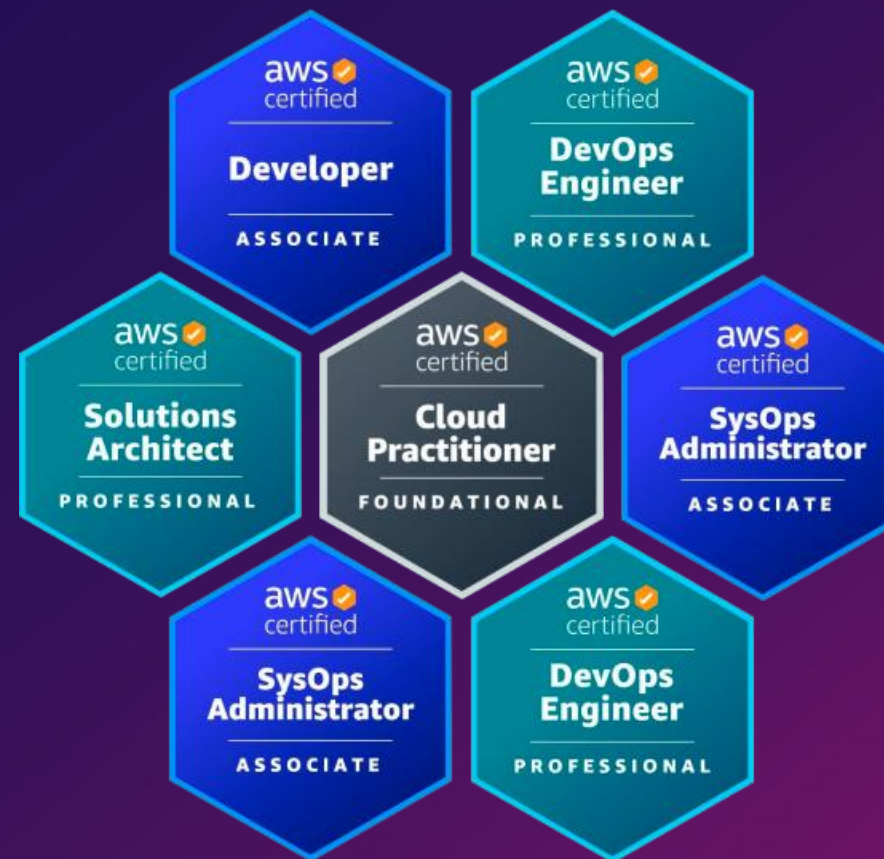 aws
certified
Developer
ASSOCIATE
aws
certified
DevOps
Engineer
PROFESSIONAL
aws
certified
Solutions
Architect
PROFESSIONAL
aws
certified
Cloud
Practitioner
FOUNDATIONAL
aws
certified
SysOps
Administrator
ASSOCIATE
aws
certified
SysOps
Administrator
ASSOCIATE
aws
certified
DevOps
Engineer
PROFESSIONAL